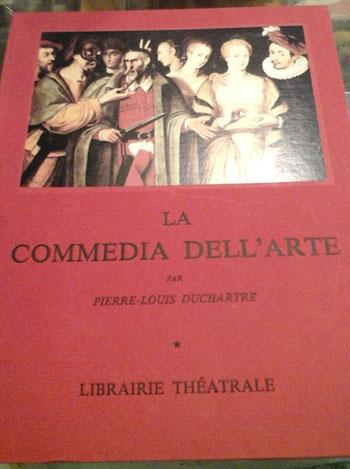 LA
COMMEDIA DELL'ARTE
PAR
PIERRE-LOUIS DUCHARTRE
*
LIBRAIRIE THÉATRALE